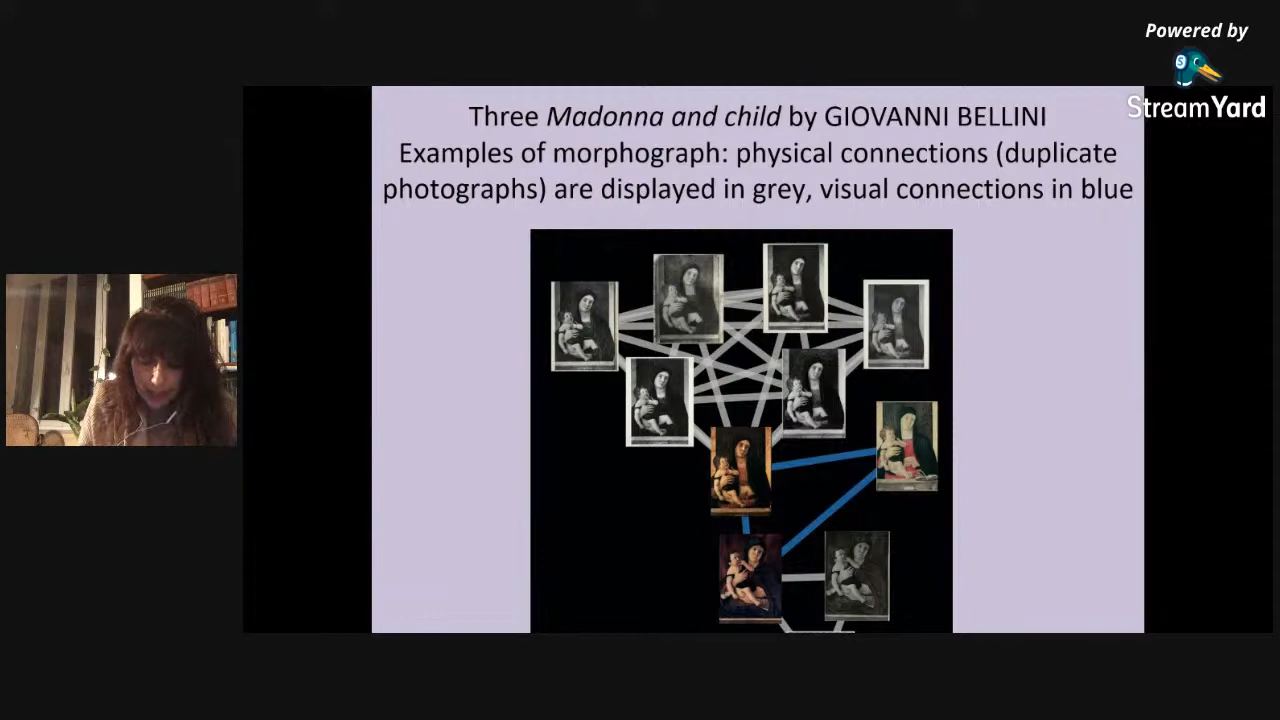 Powered by
StreamYard
Three Madonna and child by GIOVANNI BELLINI
Examples of morphograph: physical connections (duplicate
photographs) are displayed in grey, visual connections in blue